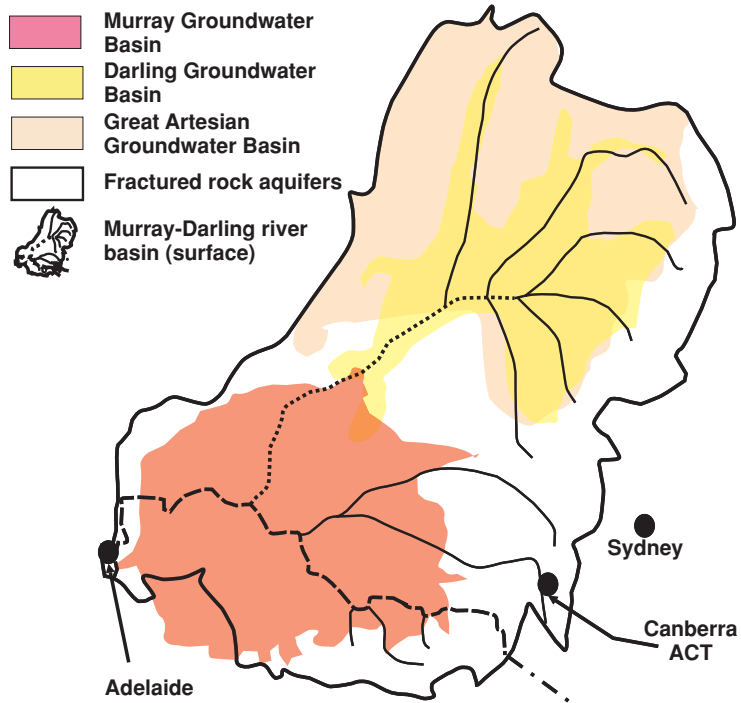 Murray Groundwater
Basin
Darling Groundwater
Basin
Great Artesian
Groundwater Basin
Fractured rock aquifers
Murray-Darling river
basin (surface)
Sydney
Canberra
ACT
Adelaide